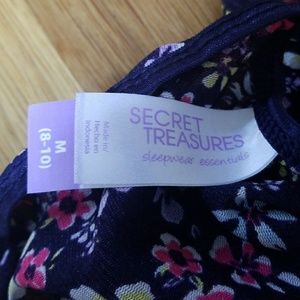 SECRET
TREASURES
sleepwear essentials
Made in/
Hecho en
Indonesia
M
(8-10)